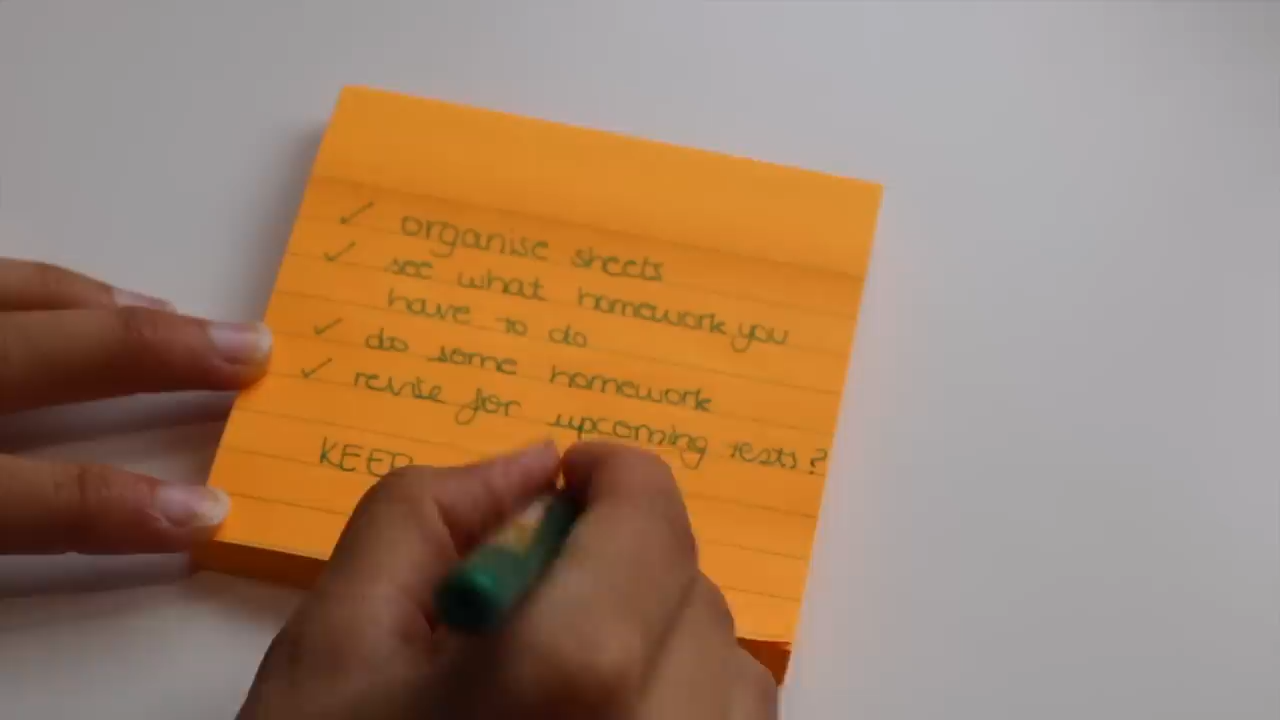 ✓ organise sheets
✓ see what homework you
have to do
✓ do some homework
✓ revise for upcoming tests?
KEEP